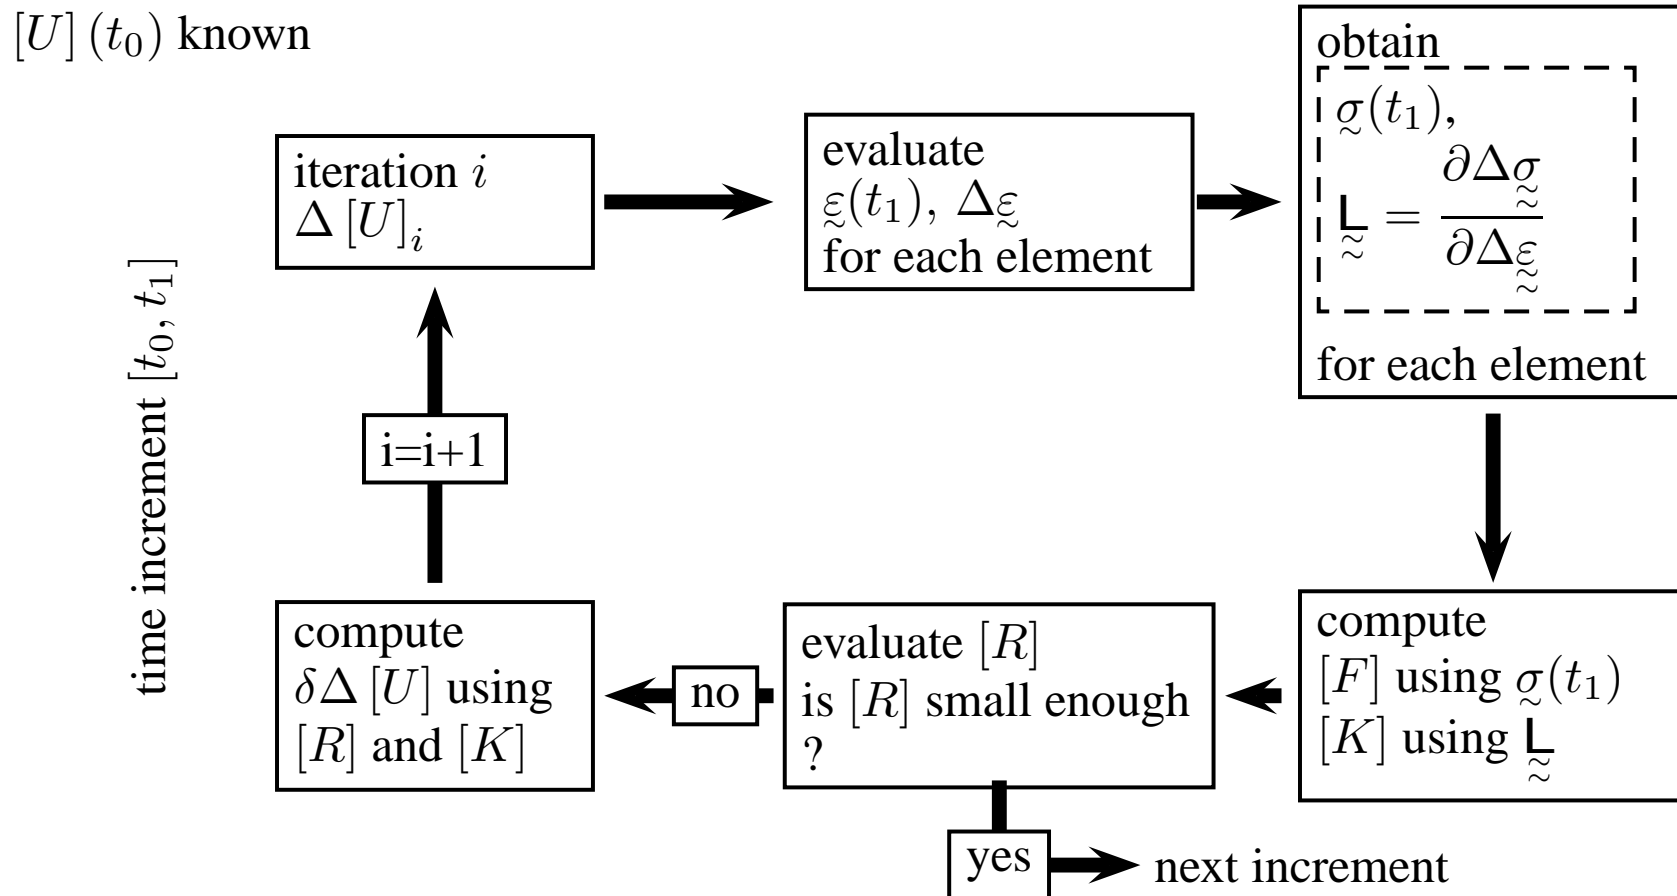 [U] (t₀) known
time increment [t₀, t₁]
iteration i
Δ [U]ᵢ
evaluate
ε̰(t₁), Δε̰
for each element
obtain
σ̰(t₁),
L̰̰ = ∂Δσ̰̰ / ∂Δε̰̰
for each element
compute
[F] using σ̰(t₁)
[K] using L̰̰
evaluate [R]
is [R] small enough
?
no
compute
δΔ [U] using
[R] and [K]
i=i+1
yes
next increment